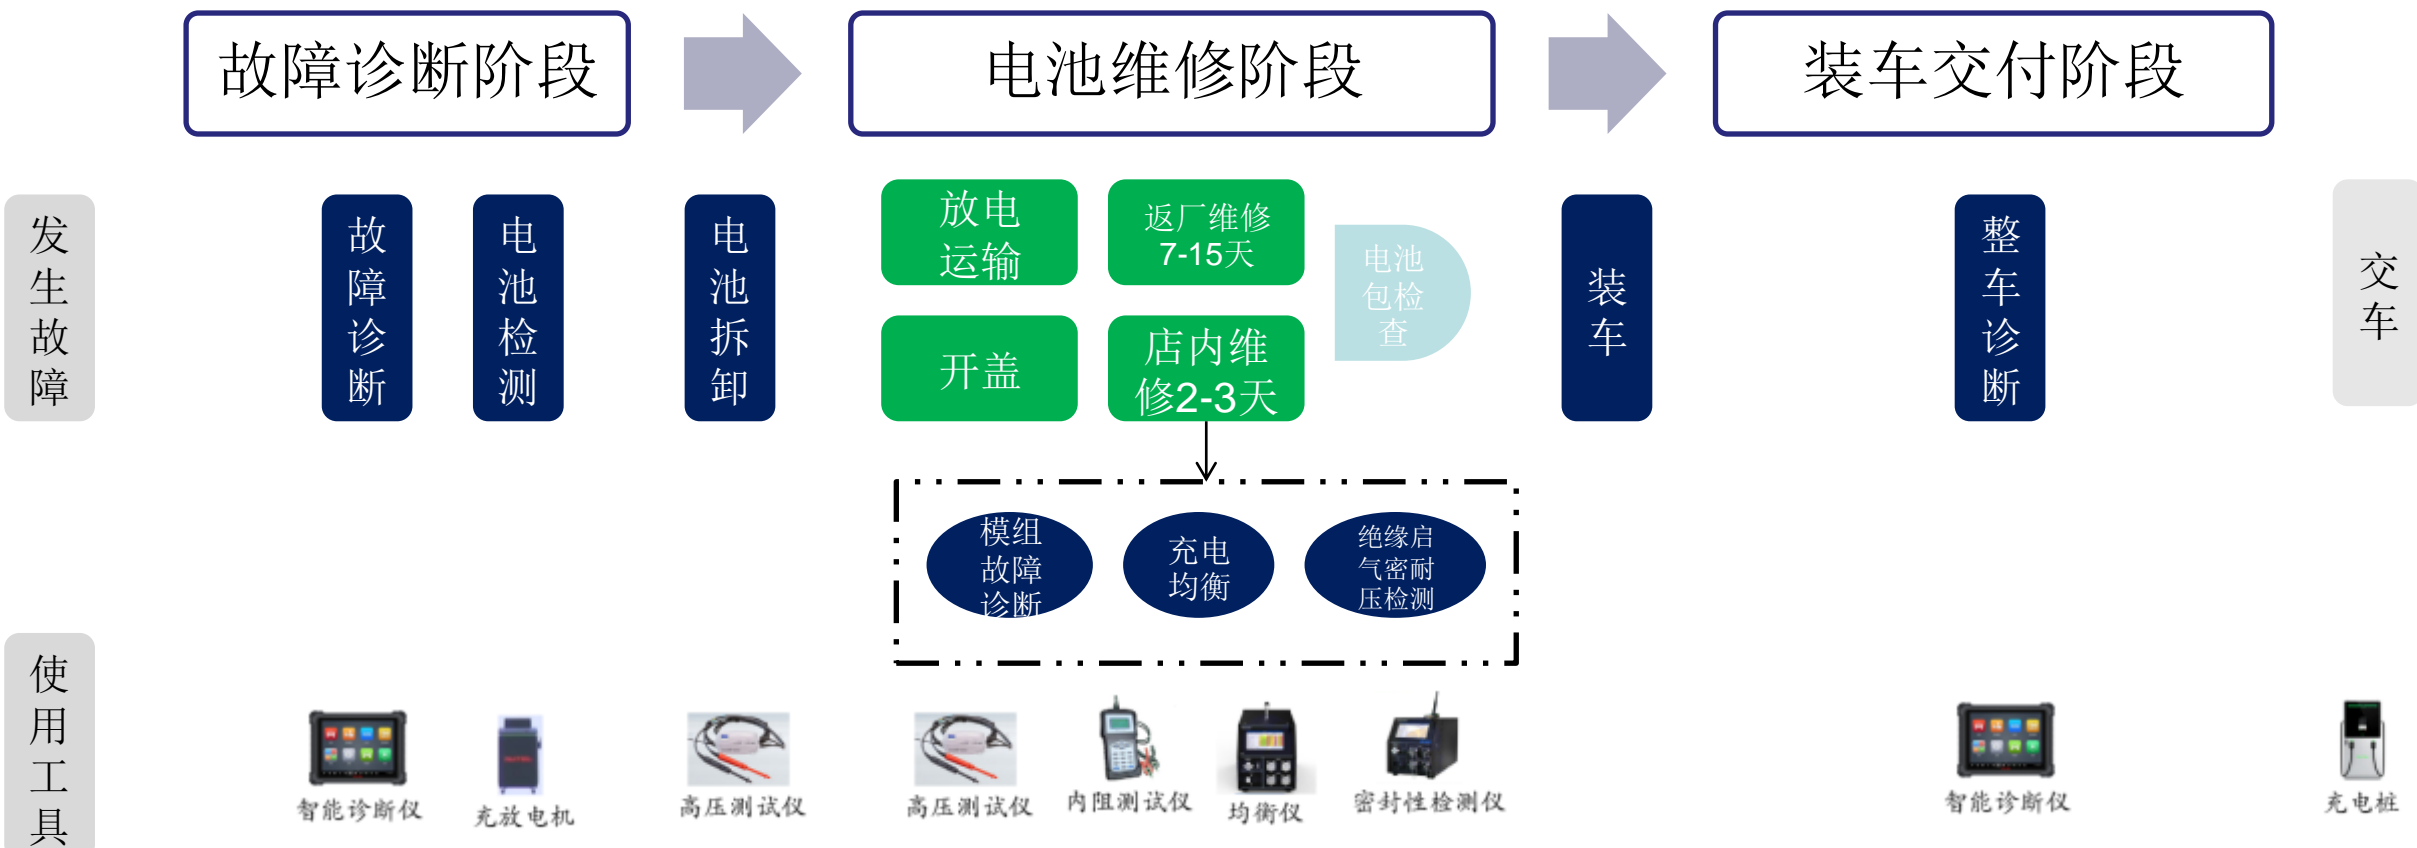 故障诊断阶段
电池维修阶段
装车交付阶段
发生故障
故障诊断
电池检测
电池拆卸
放电
运输
返厂维修
7-15天
开盖
店内维
修2-3天
电池
包检
查
装车
整车诊断
交车
模组
故障
诊断
充电
均衡
绝缘启
气密耐
压检测
使用工具
智能诊断仪
充放电机
高压测试仪
高压测试仪
内阻测试仪
均衡仪
密封性检测仪
智能诊断仪
充电桩